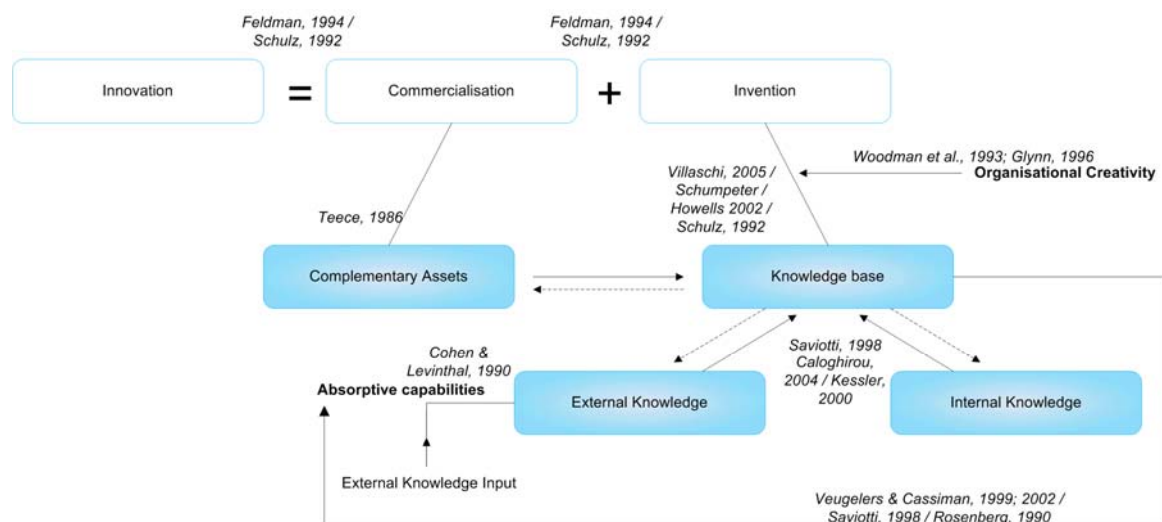 Feldman, 1994 /
Schulz, 1992
Feldman, 1994 /
Schulz, 1992
Innovation
=
Commercialisation
+
Invention
Woodman et al., 1993; Glynn, 1996
Organisational Creativity
Villaschi, 2005 /
Schumpeter /
Howells 2002 /
Schulz, 1992
Teece, 1986
Complementary Assets
Knowledge base
Cohen &
Levinthal, 1990
Absorptive capabilities
Saviotti, 1998
Caloghirou,
2004 / Kessler,
2000
External Knowledge
Internal Knowledge
External Knowledge Input
Veugelers & Cassiman, 1999; 2002 /
Saviotti, 1998 / Rosenberg, 1990